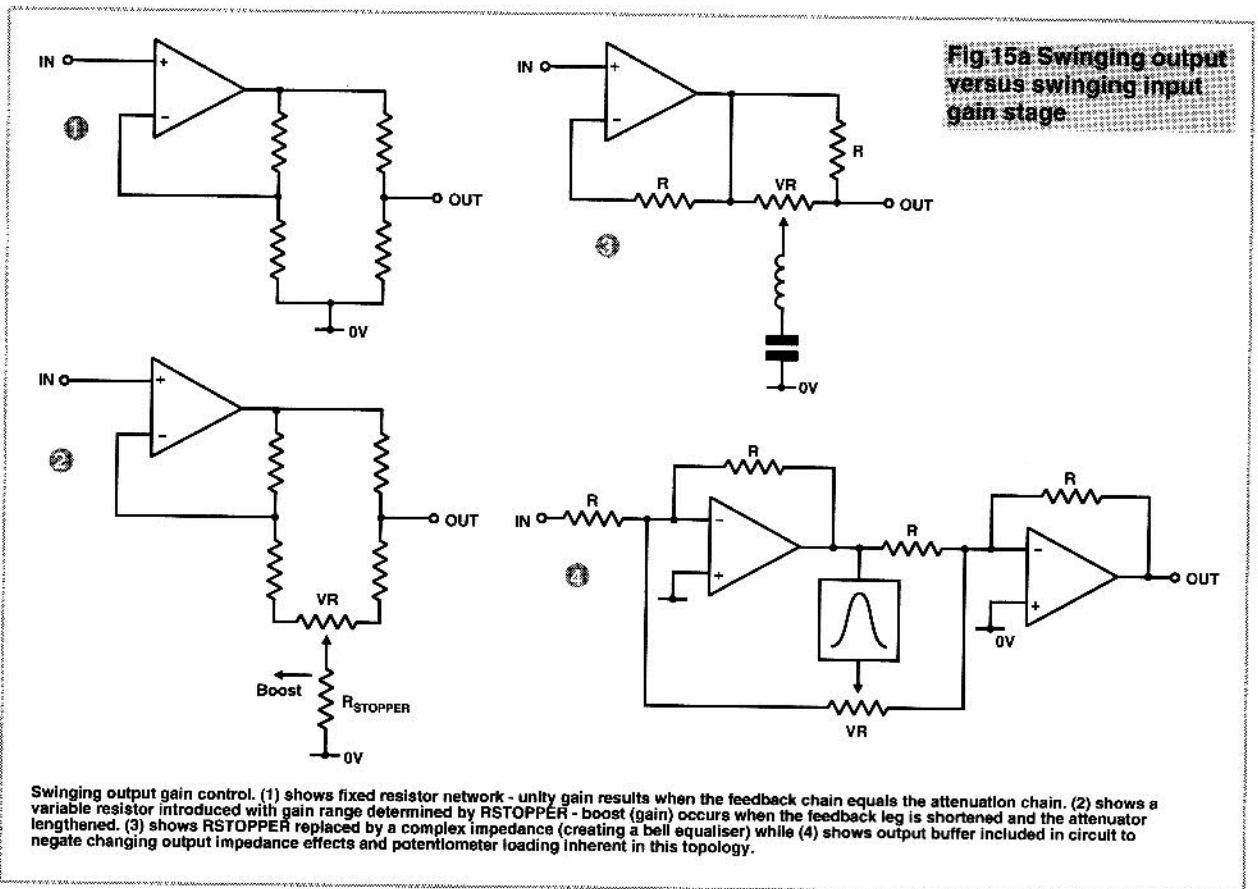 Fig.15a Swinging output
versus swinging input
gain stage
1
IN
+
-
OUT
0V
2
IN
+
-
OUT
VR
Boost
RSTOPPER
0V
3
IN
+
-
R
R
VR
OUT
0V
4
IN
R
R
-
+
R
R
-
+
0V
OUT
VR
Swinging output gain control. (1) shows fixed resistor network - unity gain results when the feedback chain equals the attenuation chain. (2) shows a
variable resistor introduced with gain range determined by RSTOPPER - boost (gain) occurs when the feedback leg is shortened and the attenuator
lengthened. (3) shows RSTOPPER replaced by a complex impedance (creating a bell equaliser) while (4) shows output buffer included in circuit to
negate changing output impedance effects and potentiometer loading inherent in this topology.